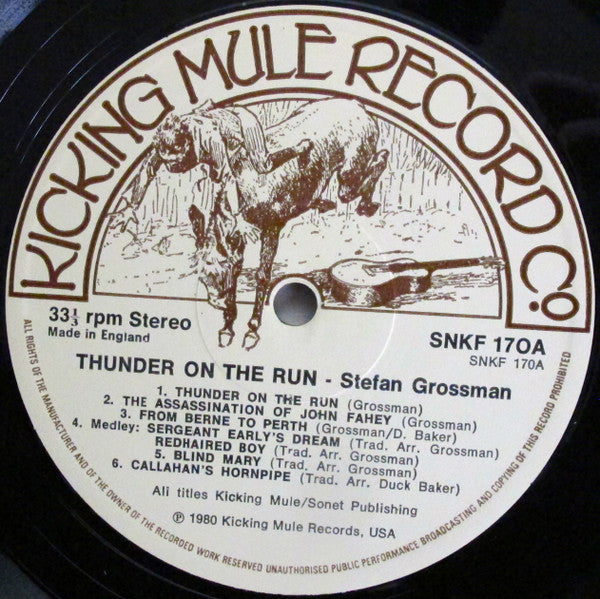 KICKING MULE RECORD Co.
33⅓ rpm Stereo
Made in England
SNKF 170A
SNKF 170A
THUNDER ON THE RUN - Stefan Grossman
1. THUNDER ON THE RUN (Grossman)
2. THE ASSASSINATION OF JOHN FAHEY (Grossman)
3. FROM BERNE TO PERTH (Grossman/D. Baker)
4. Medley: SERGEANT EARLY'S DREAM (Trad. Arr. Grossman)
REDHAIRED BOY (Trad. Arr. Grossman)
5. BLIND MARY (Trad. Arr. Grossman)
6. CALLAHAN'S HORNPIPE (Trad. Arr. Duck Baker)
All titles Kicking Mule/Sonet Publishing
℗ 1980 Kicking Mule Records, USA
ALL RIGHTS OF THE MANUFACTURER AND OF THE OWNER OF THE RECORDED WORK RESERVED UNAUTHORISED PUBLIC PERFORMANCE BROADCASTING AND COPYING OF THIS RECORD PROHIBITED